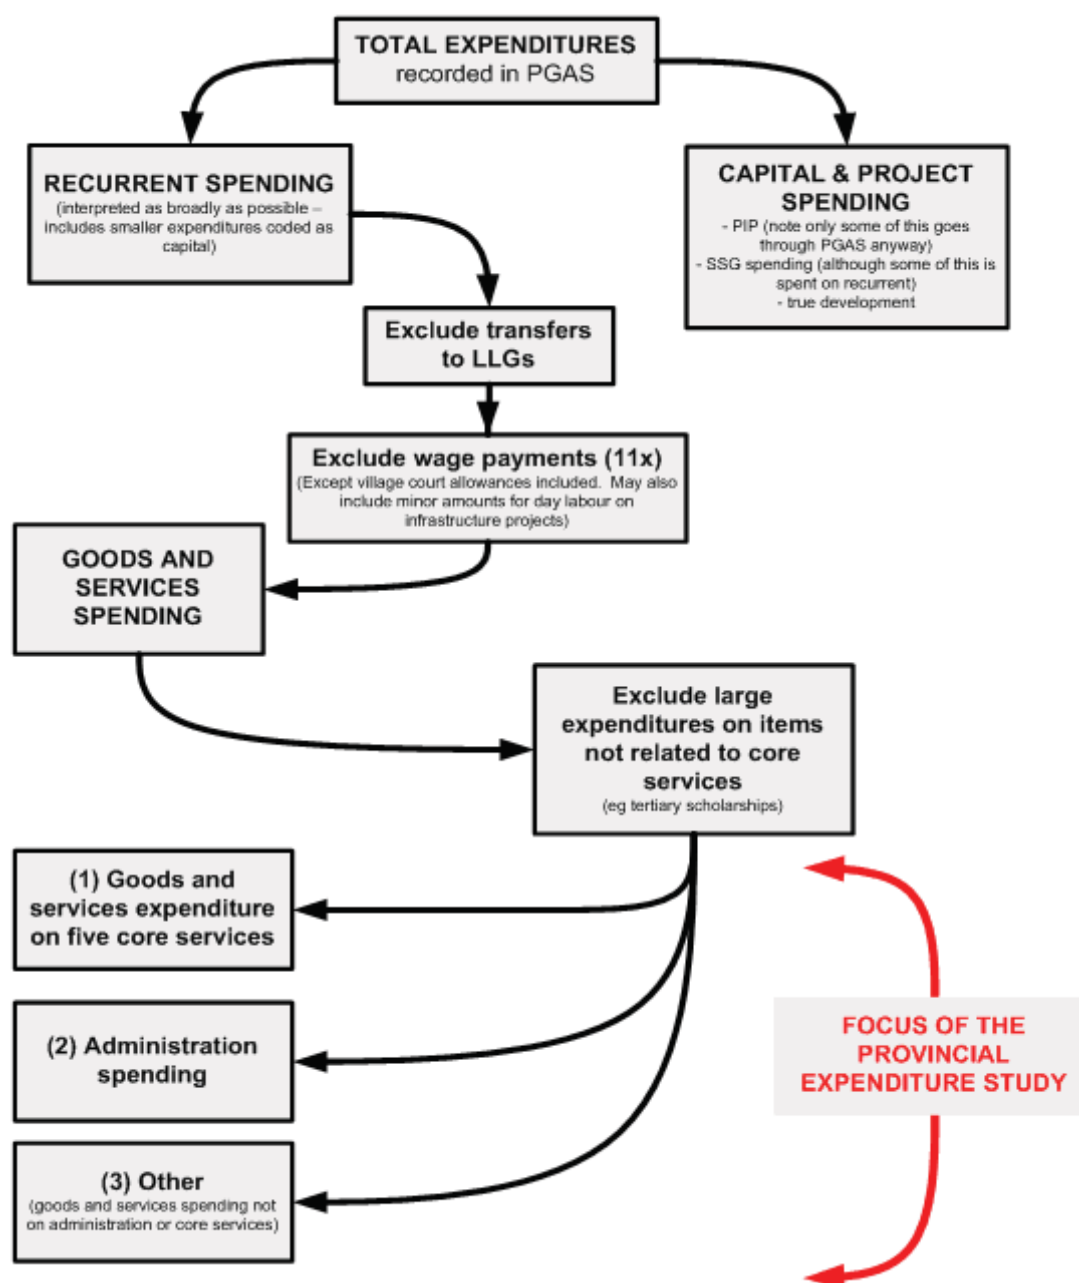 TOTAL EXPENDITURES
recorded in PGAS
RECURRENT SPENDING
(interpreted as broadly as possible –
includes smaller expenditures coded as
capital)
CAPITAL & PROJECT
SPENDING
- PIP (note only some of this goes
through PGAS anyway)
- SSG spending (although some of this is
spent on recurrent)
- true development
Exclude transfers
to LLGs
Exclude wage payments (11x)
(Except village court allowances included. May also
include minor amounts for day labour on
infrastructure projects)
GOODS AND
SERVICES
SPENDING
Exclude large
expenditures on items
not related to core
services
(eg tertiary scholarships)
(1) Goods and
services expenditure
on five core services
(2) Administration
spending
(3) Other
(goods and services spending not
on administration or core services)
FOCUS OF THE
PROVINCIAL
EXPENDITURE STUDY